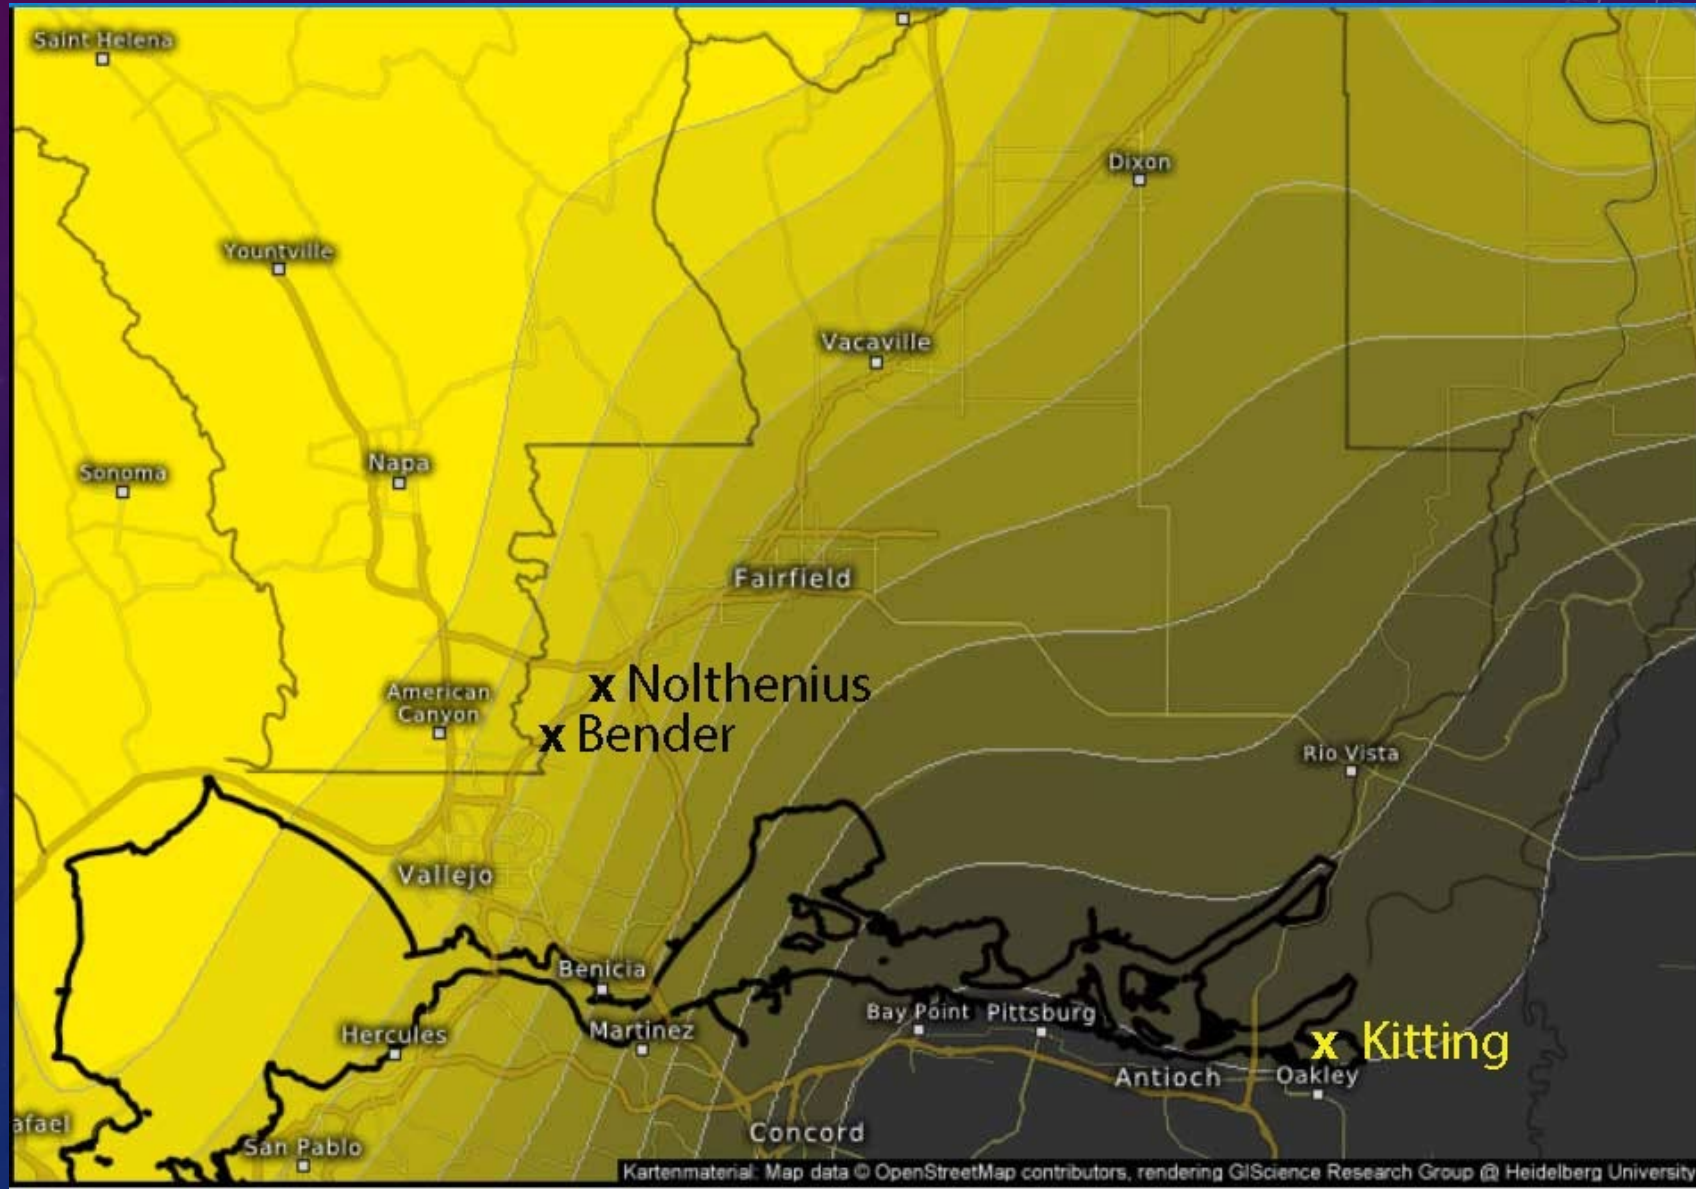 Saint Helena
Dixon
Yountville
Vacaville
Napa
Sonoma
Fairfield
x Nolthenius
American
Canyon
x Bender
Rio Vista
Vallejo
Benicia
Bay Point
Pittsburg
Hercules
Martinez
x Kitting
Antioch
Oakley
afael
Concord
San Pablo
Kartenmaterial: Map data © OpenStreetMap contributors, rendering GIScience Research Group @ Heidelberg University